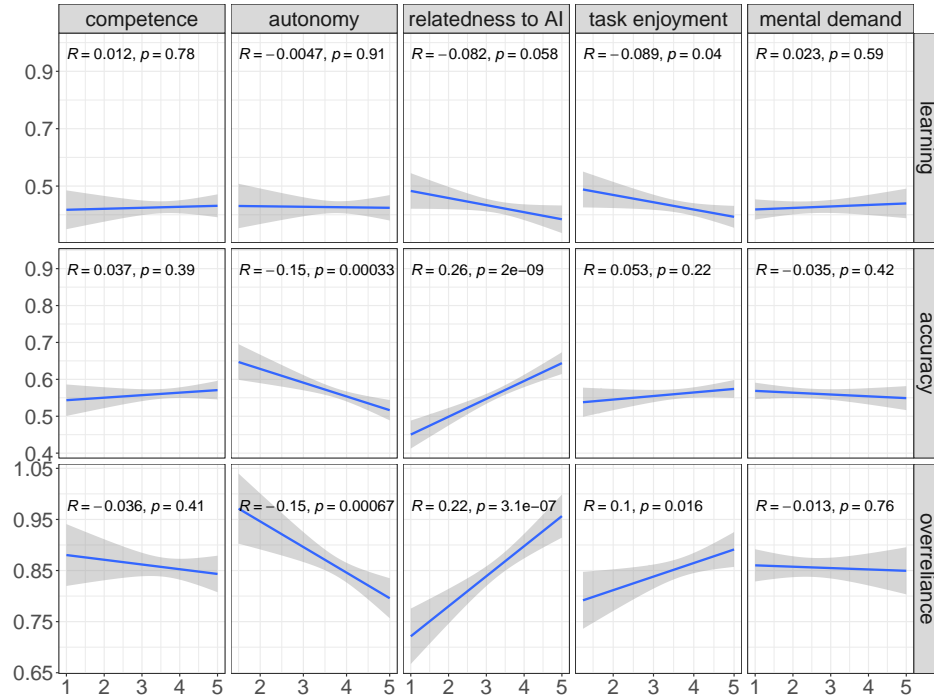 competence autonomy relatedness to AI task enjoyment mental demand
R = 0.012, p = 0.78 R = −0.0047, p = 0.91 R = −0.082, p = 0.058 R = −0.089, p = 0.04 R = 0.023, p = 0.59
0.9
0.7
0.5
learning
R = 0.037, p = 0.39 R = −0.15, p = 0.00033 R = 0.26, p = 2e−09 R = 0.053, p = 0.22 R = −0.035, p = 0.42
0.9
0.8
0.7
0.6
0.5
0.4
accuracy
R = −0.036, p = 0.41 R = −0.15, p = 0.00067 R = 0.22, p = 3.1e−07 R = 0.1, p = 0.016 R = −0.013, p = 0.76
1.05
0.95
0.85
0.75
0.65
overreliance
1 2 3 4 5 2 3 4 5 1 2 3 4 5 2 3 4 5 1 2 3 4 5